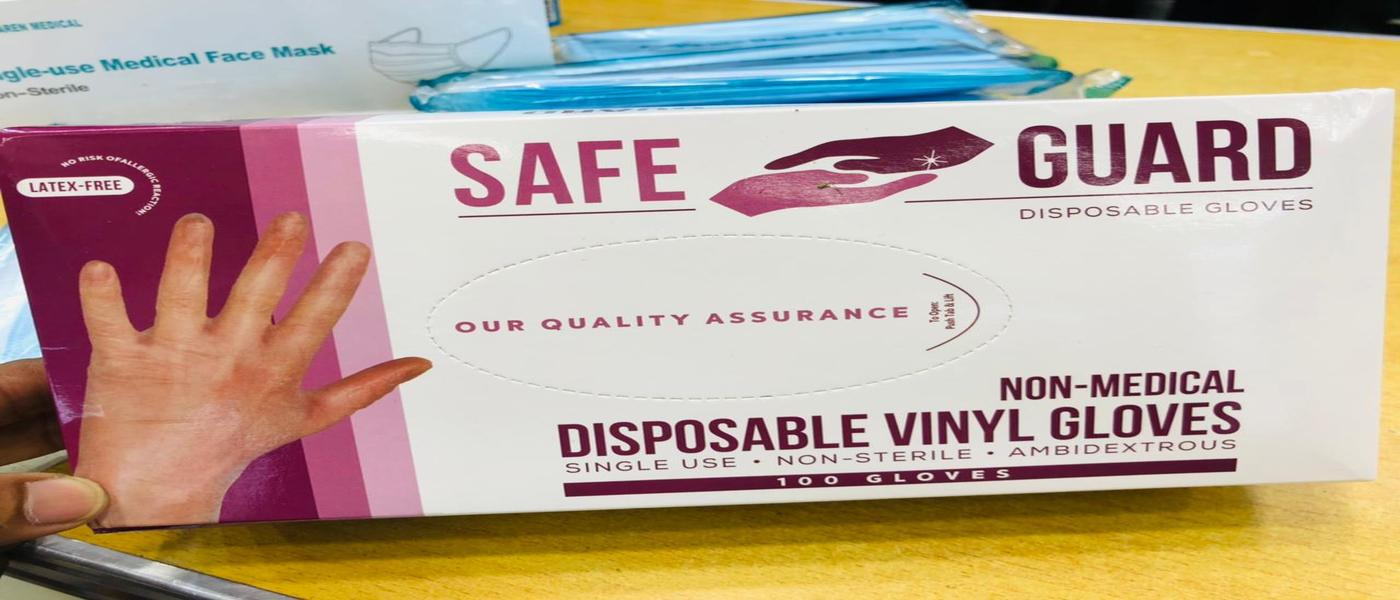 AREN MEDICAL
gle-use Medical Face Mask
on-Sterile
NO RISK OF ALLERGIC REACTION!
LATEX-FREE
SAFE GUARD
DISPOSABLE GLOVES
OUR QUALITY ASSURANCE
To Open:
Push Tab & Lift
NON-MEDICAL
DISPOSABLE VINYL GLOVES
SINGLE USE • NON-STERILE • AMBIDEXTROUS
100 GLOVES